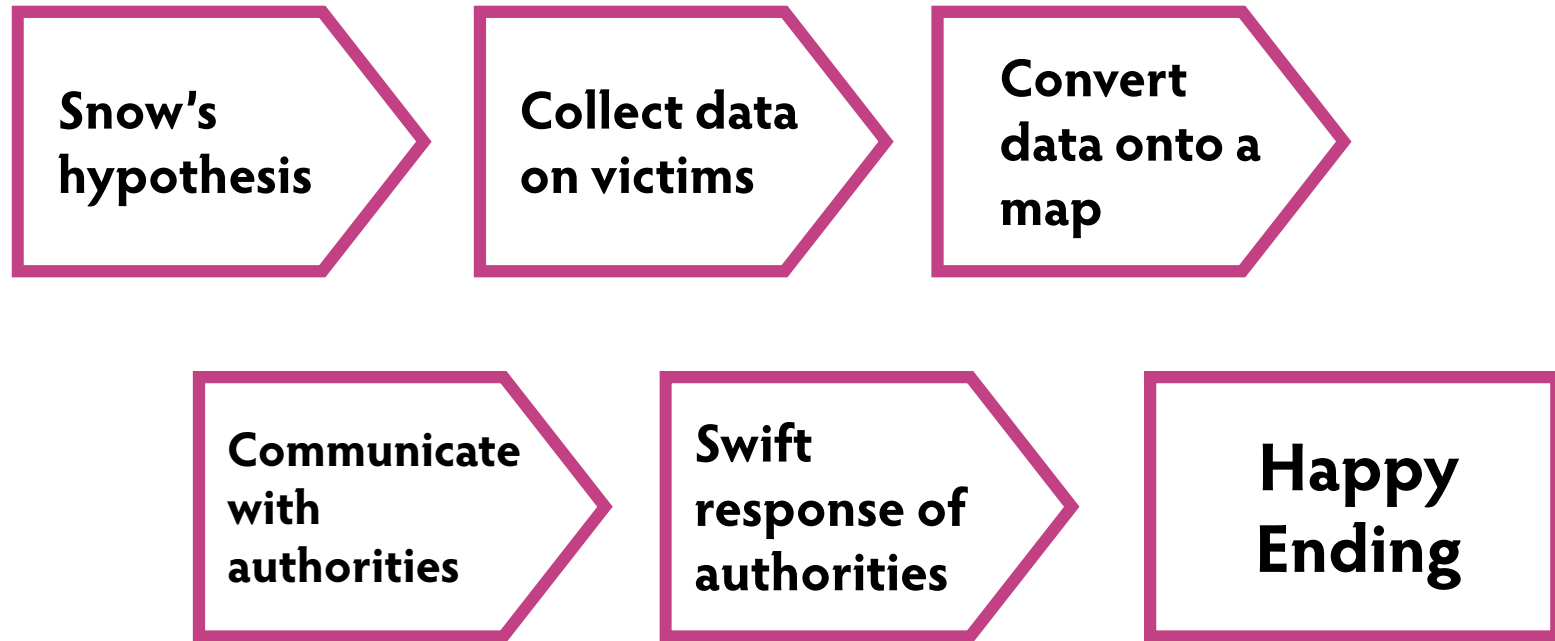 Snow’s
hypothesis
Collect data
on victims
Convert
data onto a
map
Communicate
with
authorities
Swift
response of
authorities
Happy
Ending